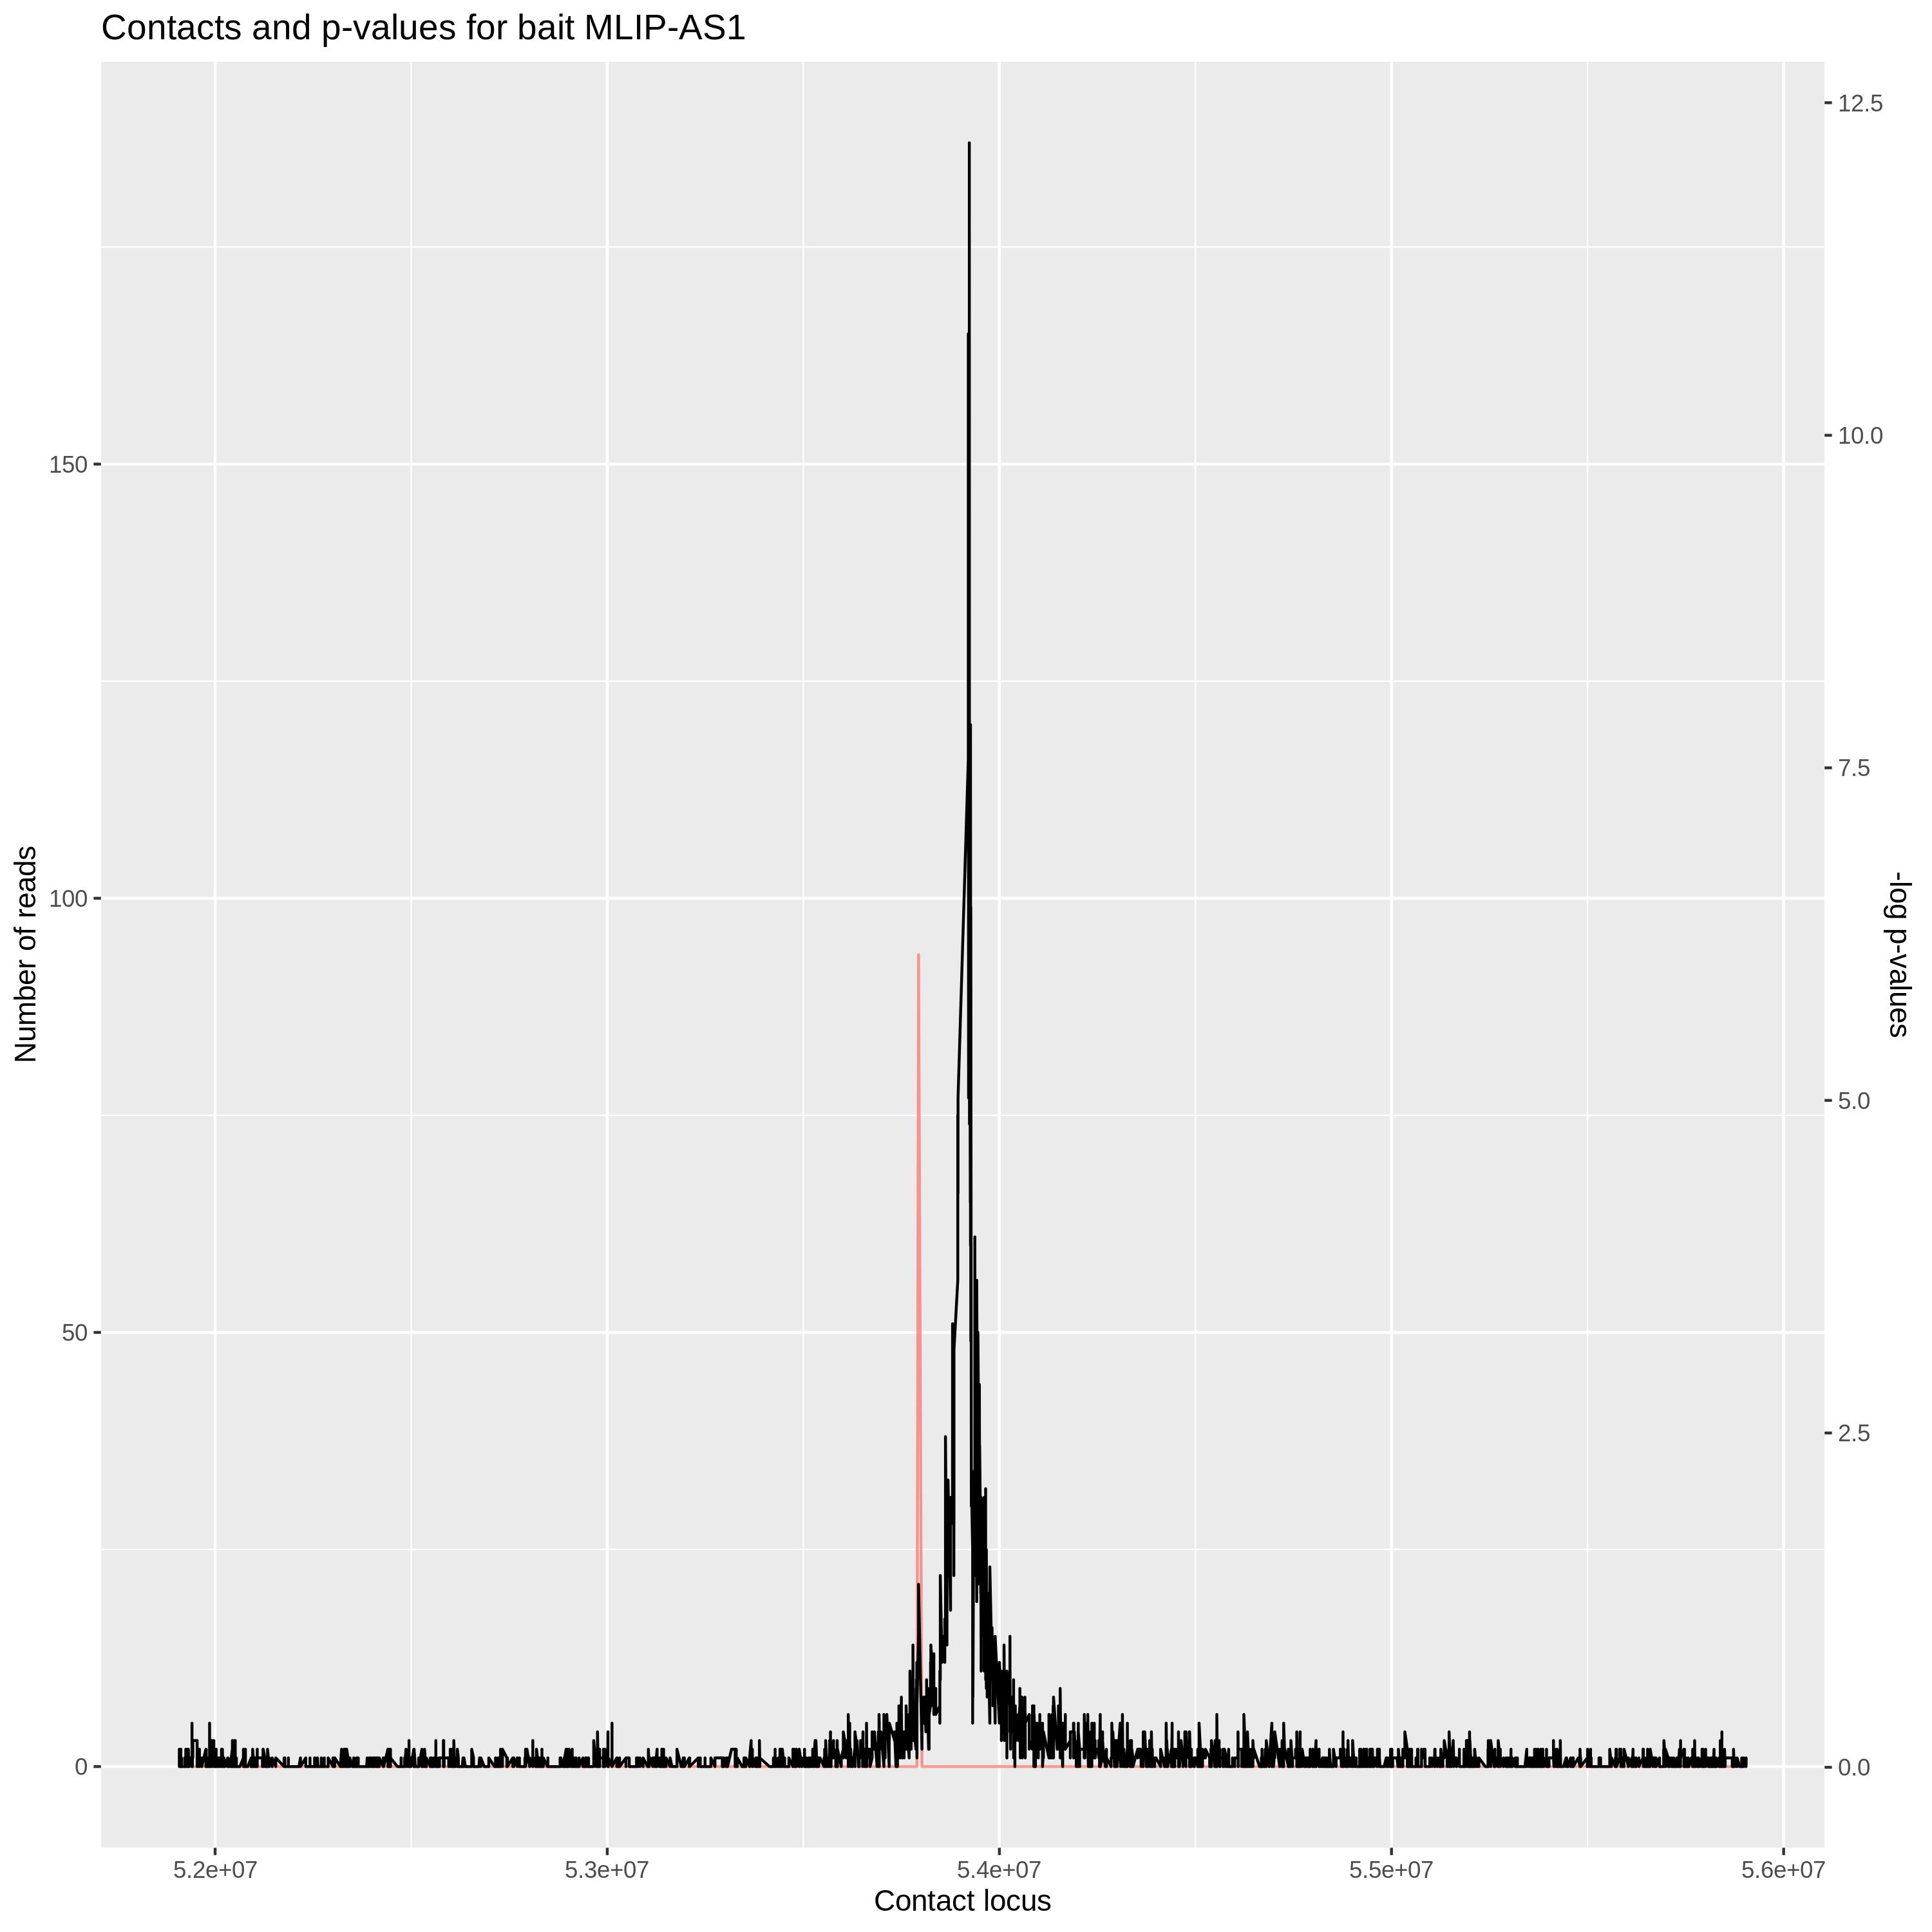 Contacts and p-values for bait MLIP-AS1
Number of reads
150
100
50
0
12.5
10.0
7.5
5.0
2.5
0.0
-log p-values
5.2e+07
5.3e+07
5.4e+07
5.5e+07
5.6e+07
Contact locus